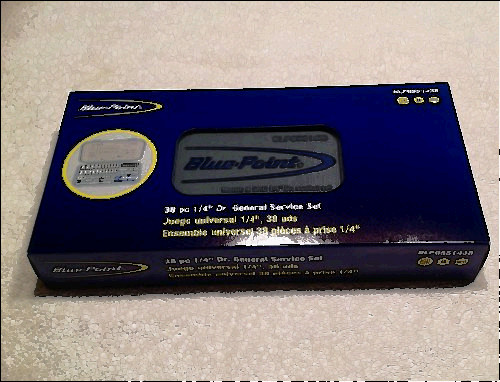 Blue-Point
BLPGSS1438
Blue-Point
38 pc 1/4" Dr. General Service Set
Juego universal 1/4", 38 uds
Ensemble universel 38 pièces à prise 1/4"
Blue-Point
38 pc 1/4" Dr. General Service Set
Juego universal 1/4", 38 uds
Ensemble universel 38 pièces à prise 1/4"
BLPGSS1438